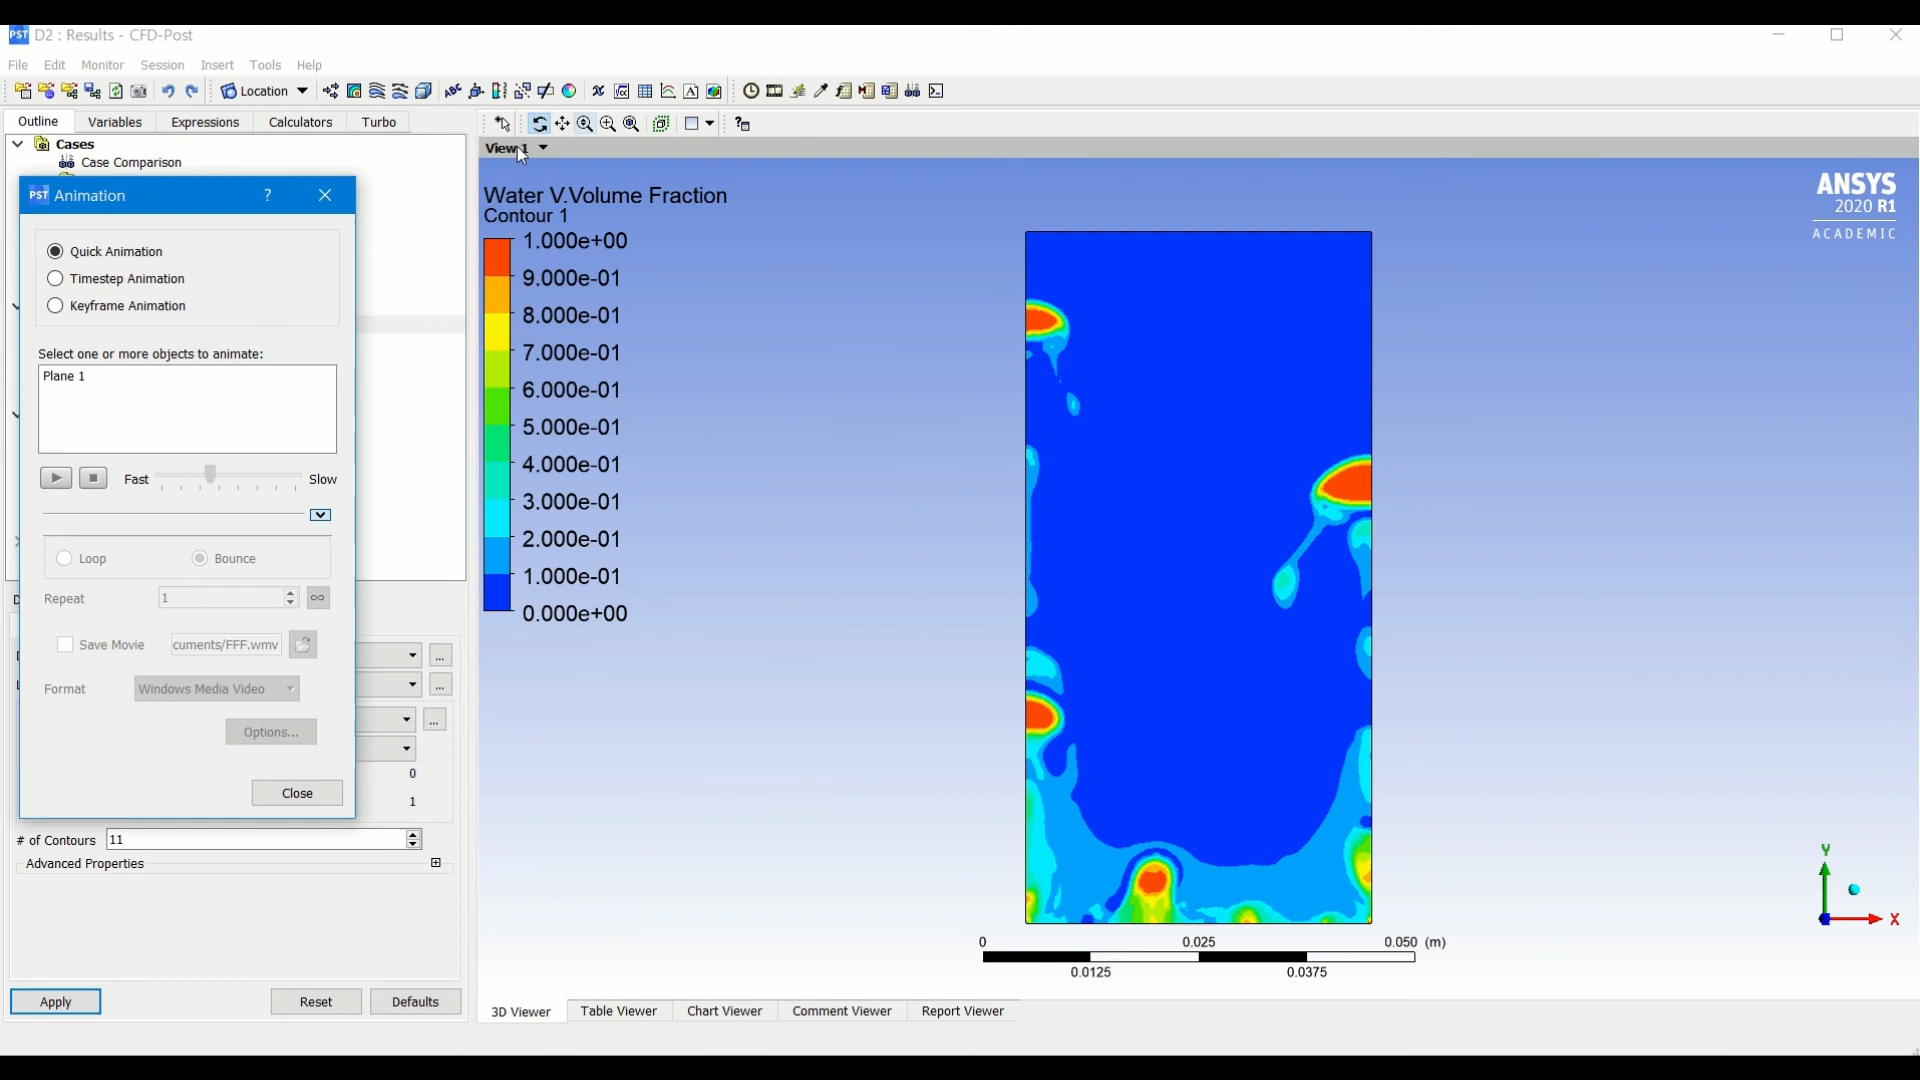 PST D2 : Results - CFD-Post
File Edit Monitor Session Insert Tools Help
Location
Outline Variables Expressions Calculators Turbo
Cases
Case Comparison
PST Animation ?
Quick Animation
Timestep Animation
Keyframe Animation
Select one or more objects to animate:
Plane 1
Fast Slow
Loop Bounce
Repeat 1
Save Movie cuments/FFF.wmv
Format Windows Media Video
Options...
Close
...
...
...
0
1
# of Contours 11
Advanced Properties
Apply Reset Defaults
View 1
Water V.Volume Fraction
Contour 1
1.000e+00
9.000e-01
8.000e-01
7.000e-01
6.000e-01
5.000e-01
4.000e-01
3.000e-01
2.000e-01
1.000e-01
0.000e+00
ANSYS
2020 R1
ACADEMIC
Y
X
0 0.025 0.050 (m)
0.0125 0.0375
3D Viewer Table Viewer Chart Viewer Comment Viewer Report Viewer